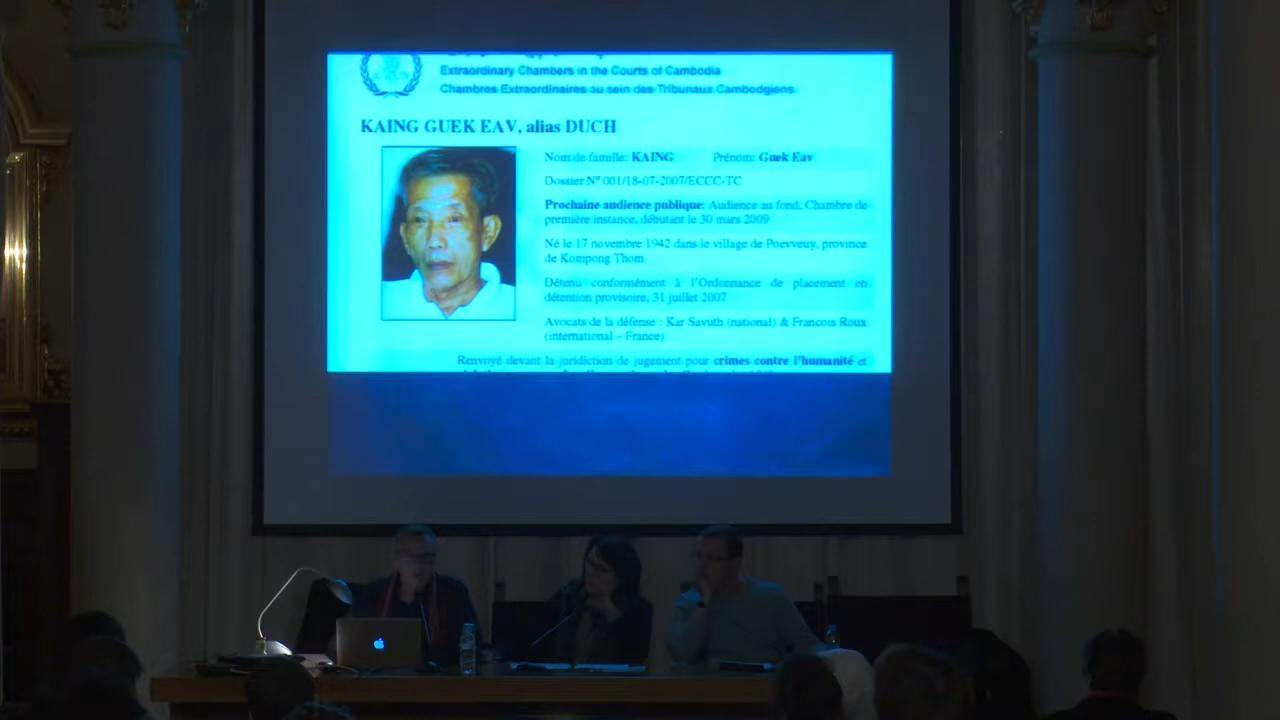 Extraordinary Chambers in the Courts of Cambodia
Chambres Extraordinaires au sein des Tribunaux Cambodgiens
KAING GUEK EAV, alias DUCH
Nom de famille: KAING Prénom: Guek Eav
Dossier N° 001/18-07-2007/ECCC-TC
Prochaine audience publique: Audience au fond, Chambre de
première instance, débutant le 30 mars 2009
Né le 17 novembre 1942 dans le village de Poevveuy, province
de Kompong Thom
Détenu conformément à l'Ordonnance de placement en
détention provisoire, 31 juillet 2007
Avocats de la défense : Kar Savuth (national) & Francois Roux
(international – France)
Renvoyé devant la juridiction de jugement pour crimes contre l'humanité et